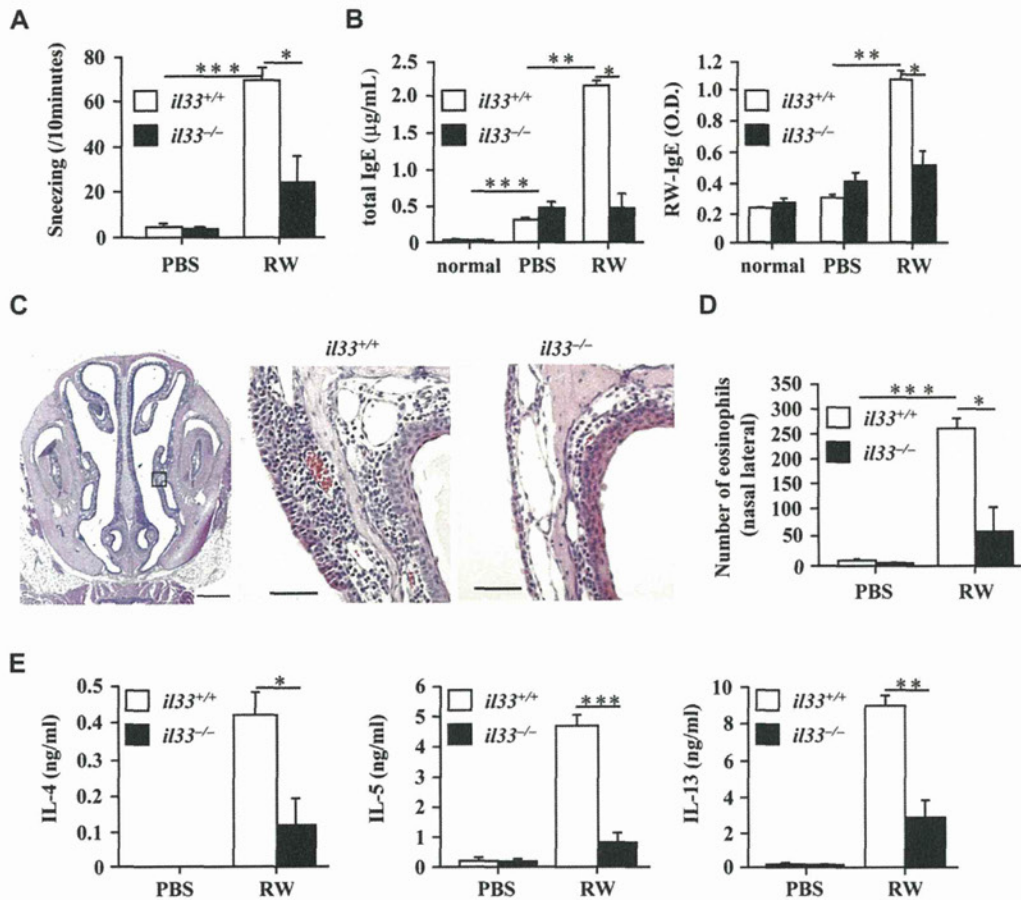 A
Sneezing (/10minutes)
80
60
40
20
0
***
*
il33+/+
il33−/−
PBS
RW
B
total IgE (μg/mL)
2.5
2.0
1.5
1.0
0.5
0
***
**
*
il33+/+
il33−/−
normal
PBS
RW
RW-IgE (O.D.)
1.2
1.0
0.8
0.6
0.4
0.2
0
**
*
il33+/+
il33−/−
normal
PBS
RW
C
il33+/+
il33−/−
D
Number of eosinophils
(nasal lateral)
350
300
250
200
150
100
50
0
***
*
il33+/+
il33−/−
PBS
RW
E
IL-4 (ng/ml)
0.5
0.4
0.3
0.2
0.1
0
*
il33+/+
il33−/−
PBS
RW
IL-5 (ng/ml)
6
5
4
3
2
1
0
***
il33+/+
il33−/−
PBS
RW
IL-13 (ng/ml)
10
8
6
4
2
0
**
il33+/+
il33−/−
PBS
RW